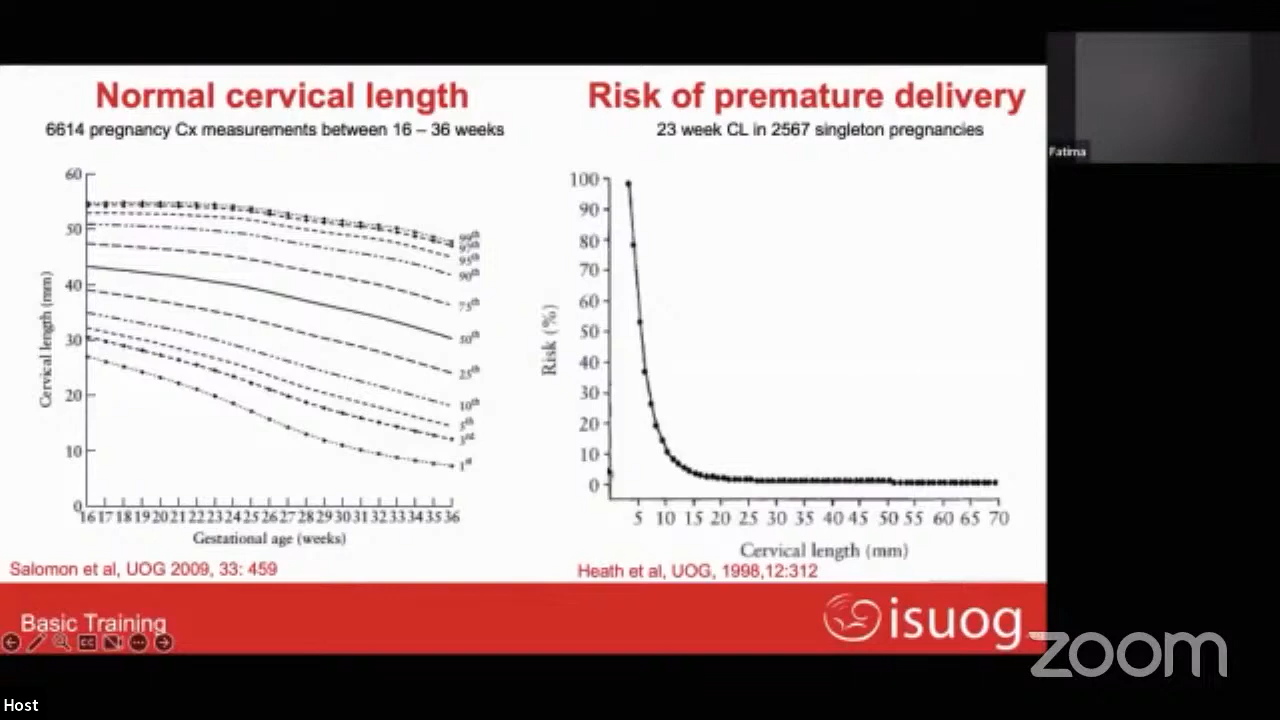 Normal cervical length
6614 pregnancy Cx measurements between 16 – 36 weeks
60
50
40
30
20
10
0
Cervical length (mm)
99th
97th
95th
90th
75th
50th
25th
10th
5th
3rd
1st
16 17 18 19 20 21 22 23 24 25 26 27 28 29 30 31 32 33 34 35 36
Gestational age (weeks)
Salomon et al, UOG 2009, 33: 459
Risk of premature delivery
23 week CL in 2567 singleton pregnancies
100
90
80
70
60
50
40
30
20
10
0
Risk (%)
5 10 15 20 25 30 35 40 45 50 55 60 65 70
Cervical length (mm)
Heath et al, UOG, 1998,12:312
Basic Training
isuog
Fatima
zoom
Host